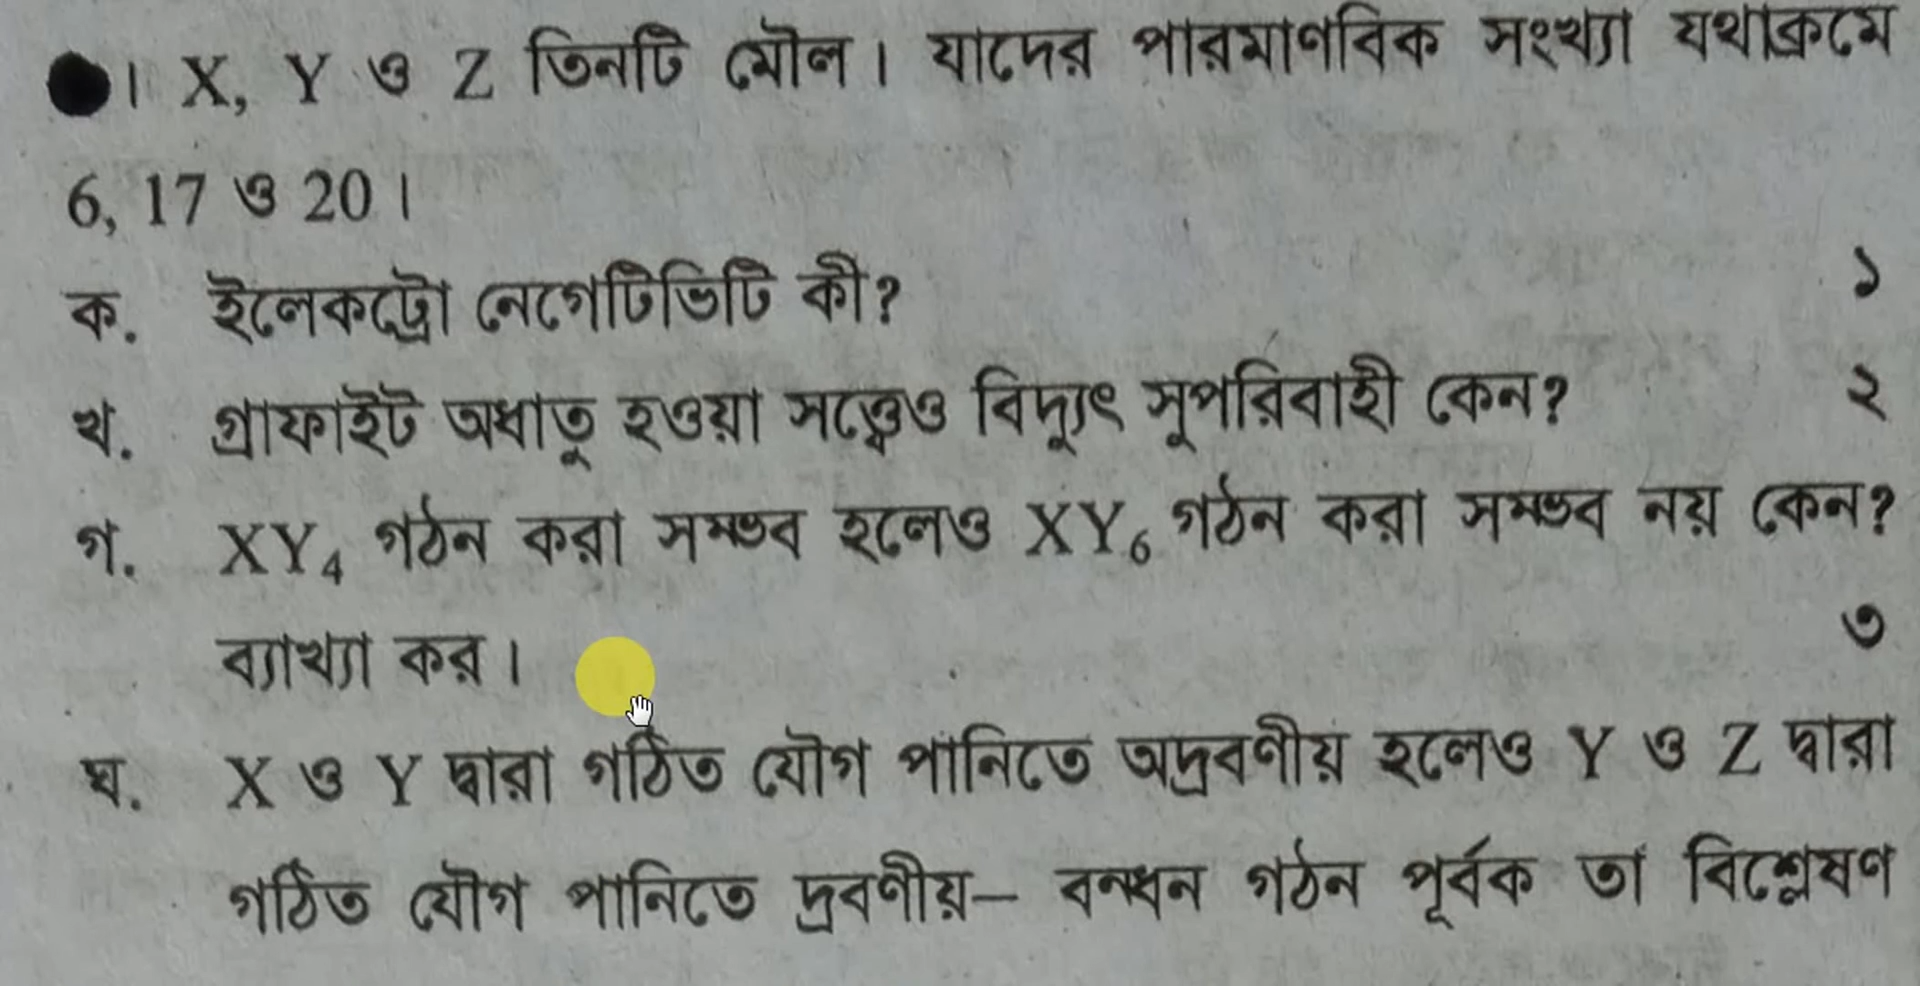 । X, Y ও Z তিনটি মৌল। যাদের পারমাণবিক সংখ্যা যথাক্রমে
6, 17 ও 20।
ক. ইলেকট্রো নেগেটিভিটি কী? ১
খ. গ্রাফাইট অধাতু হওয়া সত্ত্বেও বিদ্যুৎ সুপরিবাহী কেন? ২
গ. XY₄ গঠন করা সম্ভব হলেও XY₆ গঠন করা সম্ভব নয় কেন?
ব্যাখ্যা কর। ৩
ঘ. X ও Y দ্বারা গঠিত যৌগ পানিতে অদ্রবণীয় হলেও Y ও Z দ্বারা
গঠিত যৌগ পানিতে দ্রবণীয়– বন্ধন গঠন পূর্বক তা বিশ্লেষণ